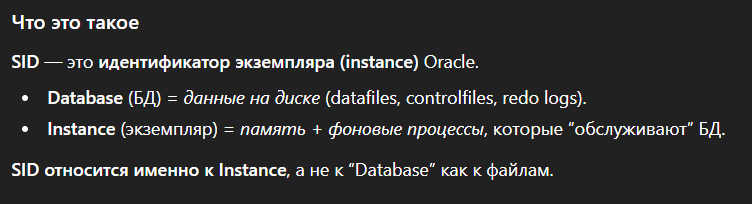 Что это такое
SID — это идентификатор экземпляра (instance) Oracle.
• Database (БД) = данные на диске (datafiles, controlfiles, redo logs).
• Instance (экземпляр) = память + фоновые процессы, которые “обслуживают” БД.
SID относится именно к Instance, а не к “Database” как к файлам.